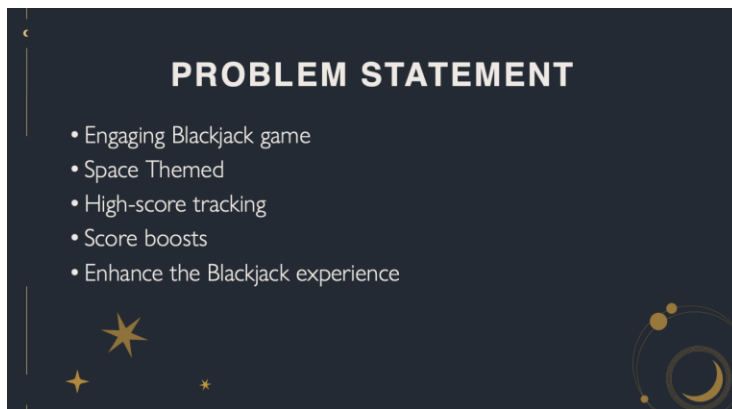 PROBLEM STATEMENT
• Engaging Blackjack game
• Space Themed
• High-score tracking
• Score boosts
• Enhance the Blackjack experience